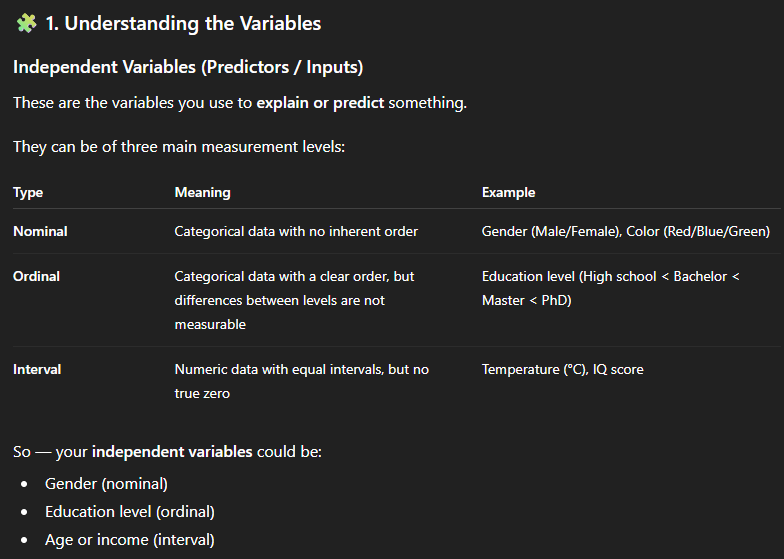 🧩 1. Understanding the Variables
Independent Variables (Predictors / Inputs)
These are the variables you use to explain or predict something.
They can be of three main measurement levels:
Type Meaning Example
Nominal Categorical data with no inherent order Gender (Male/Female), Color (Red/Blue/Green)
Ordinal Categorical data with a clear order, but Education level (High school < Bachelor <
differences between levels are not Master < PhD)
measurable
Interval Numeric data with equal intervals, but no Temperature (°C), IQ score
true zero
So — your independent variables could be:
• Gender (nominal)
• Education level (ordinal)
• Age or income (interval)